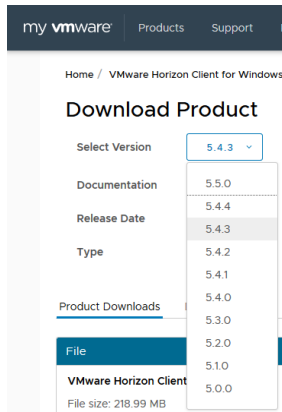 my vmware Products Support
Home / VMware Horizon Client for Windows
Download Product
Select Version 5.4.3
Documentation
Release Date
Type
5.5.0
5.4.4
5.4.3
5.4.2
5.4.1
5.4.0
5.3.0
5.2.0
5.1.0
5.0.0
Product Downloads
File
VMware Horizon Client
File size: 218.99 MB